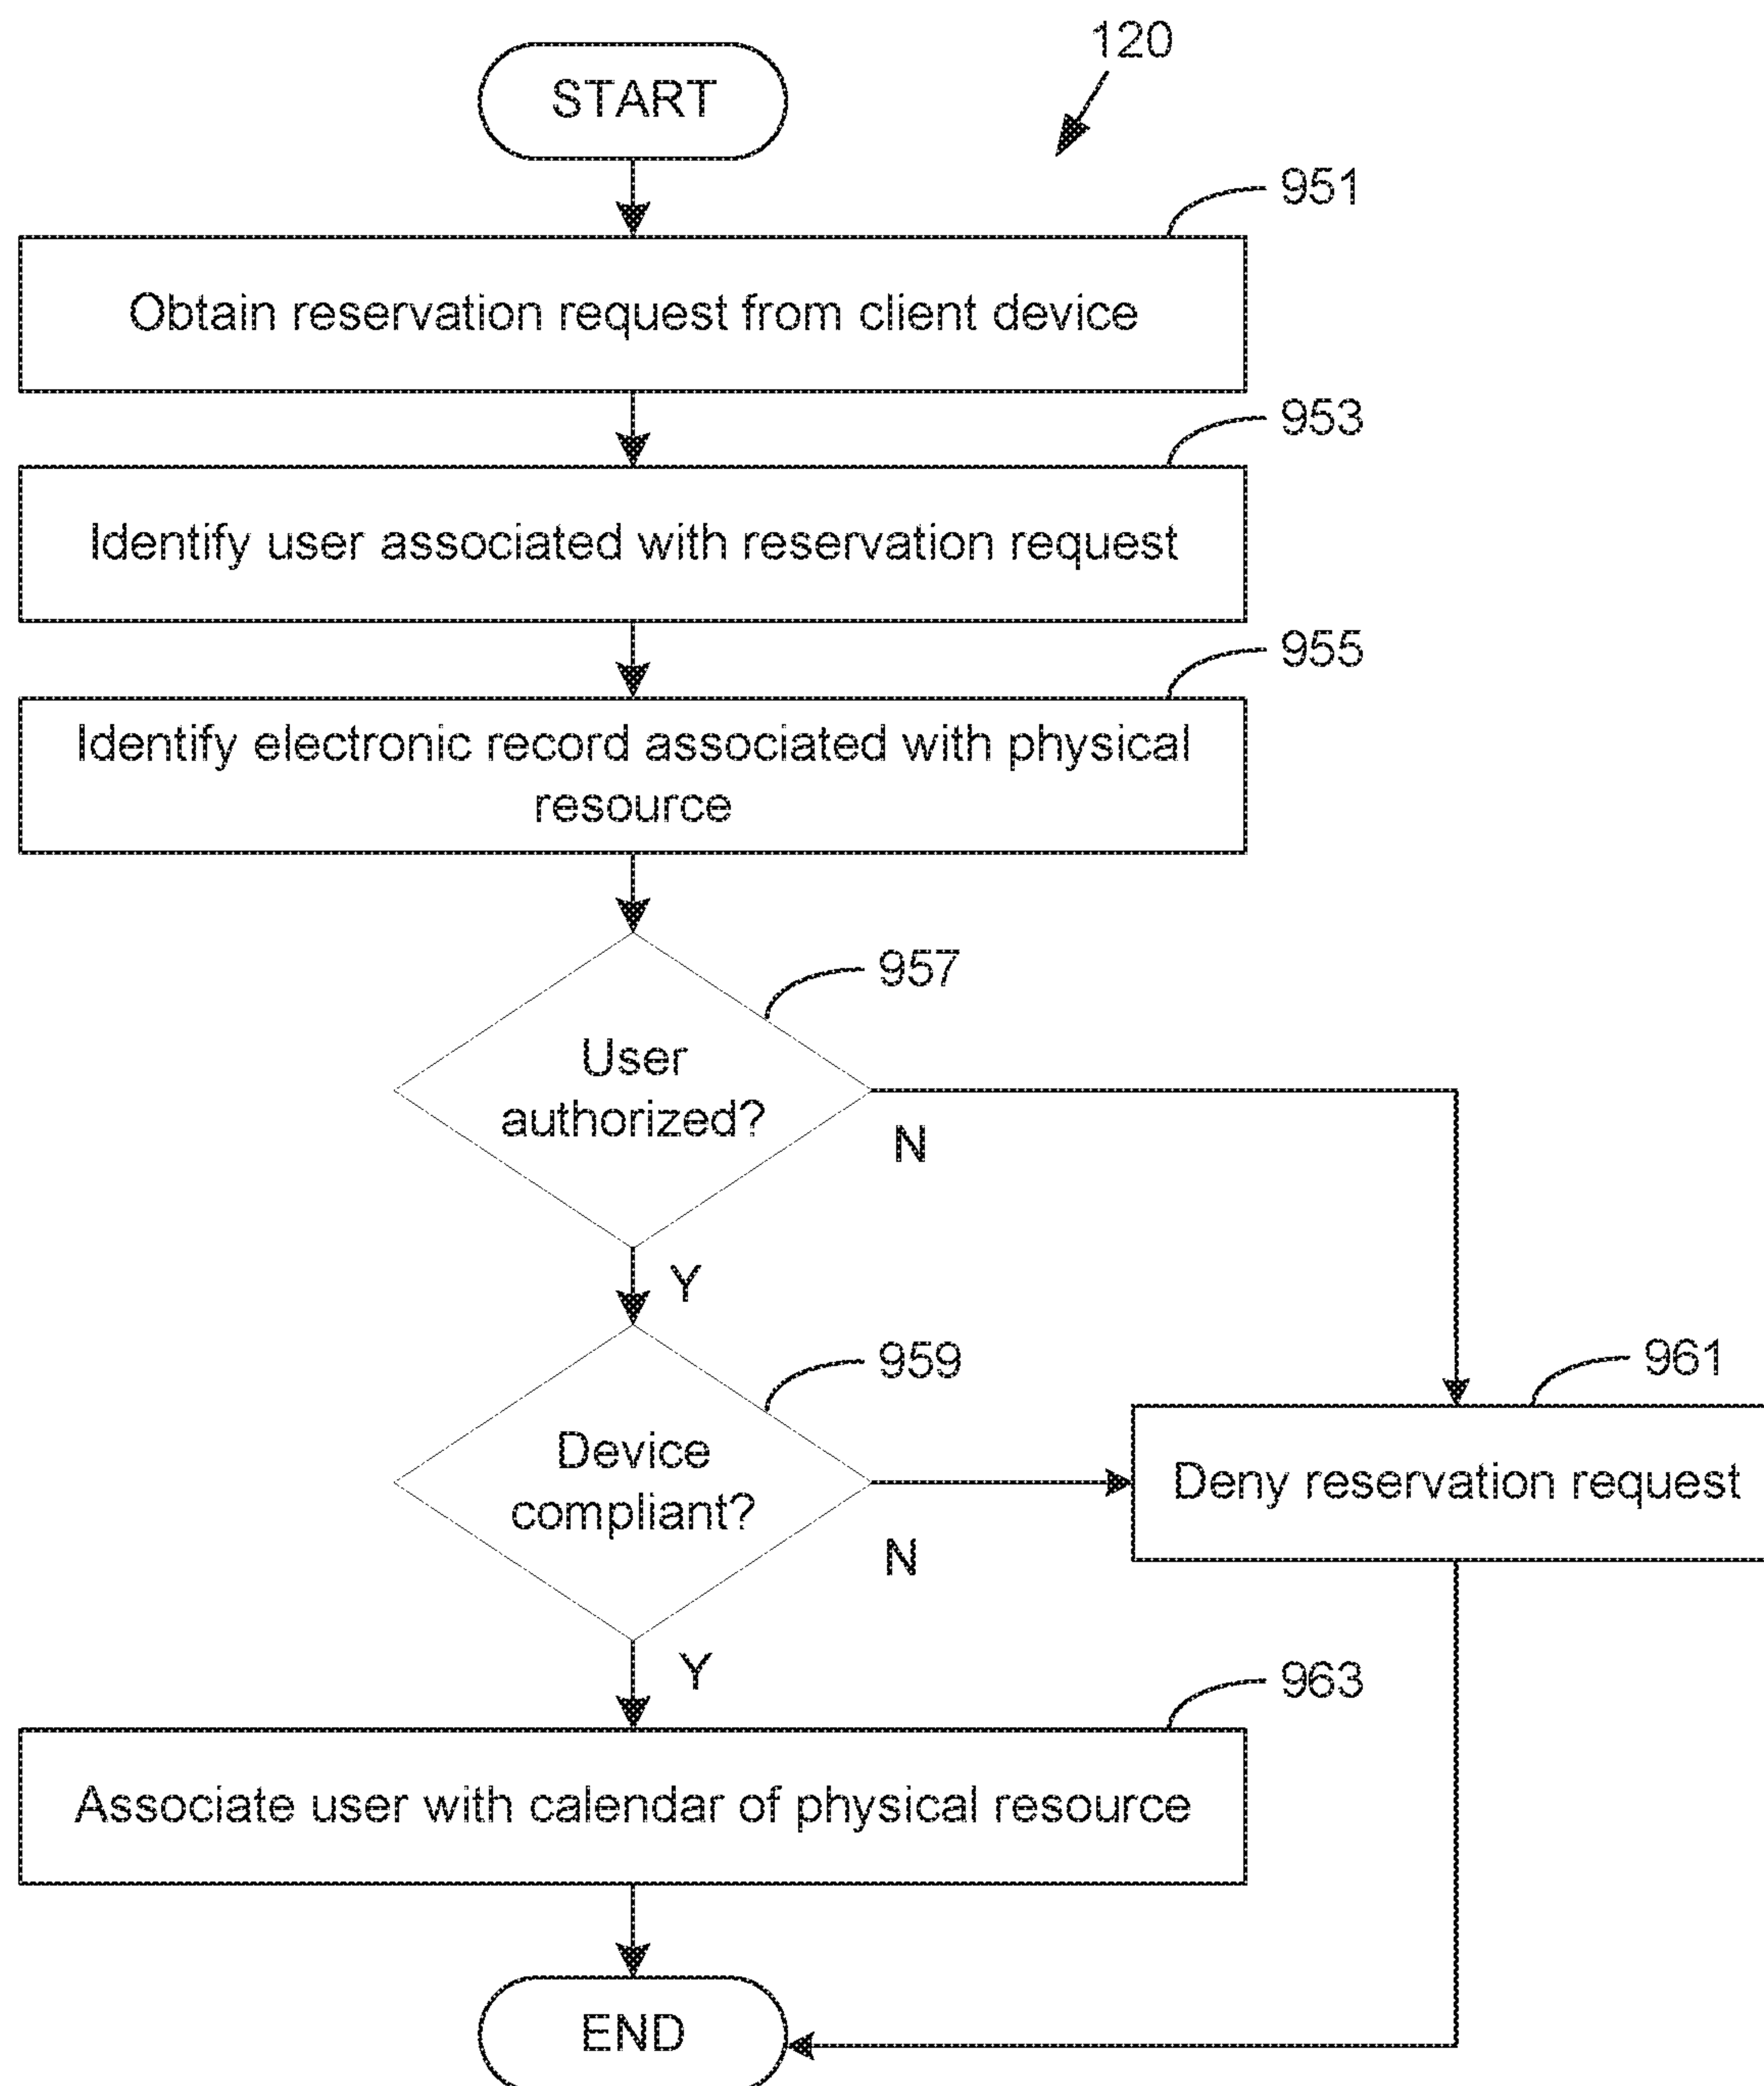 120
START
951
Obtain reservation request from client device
953
Identify user associated with reservation request
955
Identify electronic record associated with physical
resource
957
User
authorized?
N
Y
959
Device
compliant?
N
961
Deny reservation request
Y
963
Associate user with calendar of physical resource
END